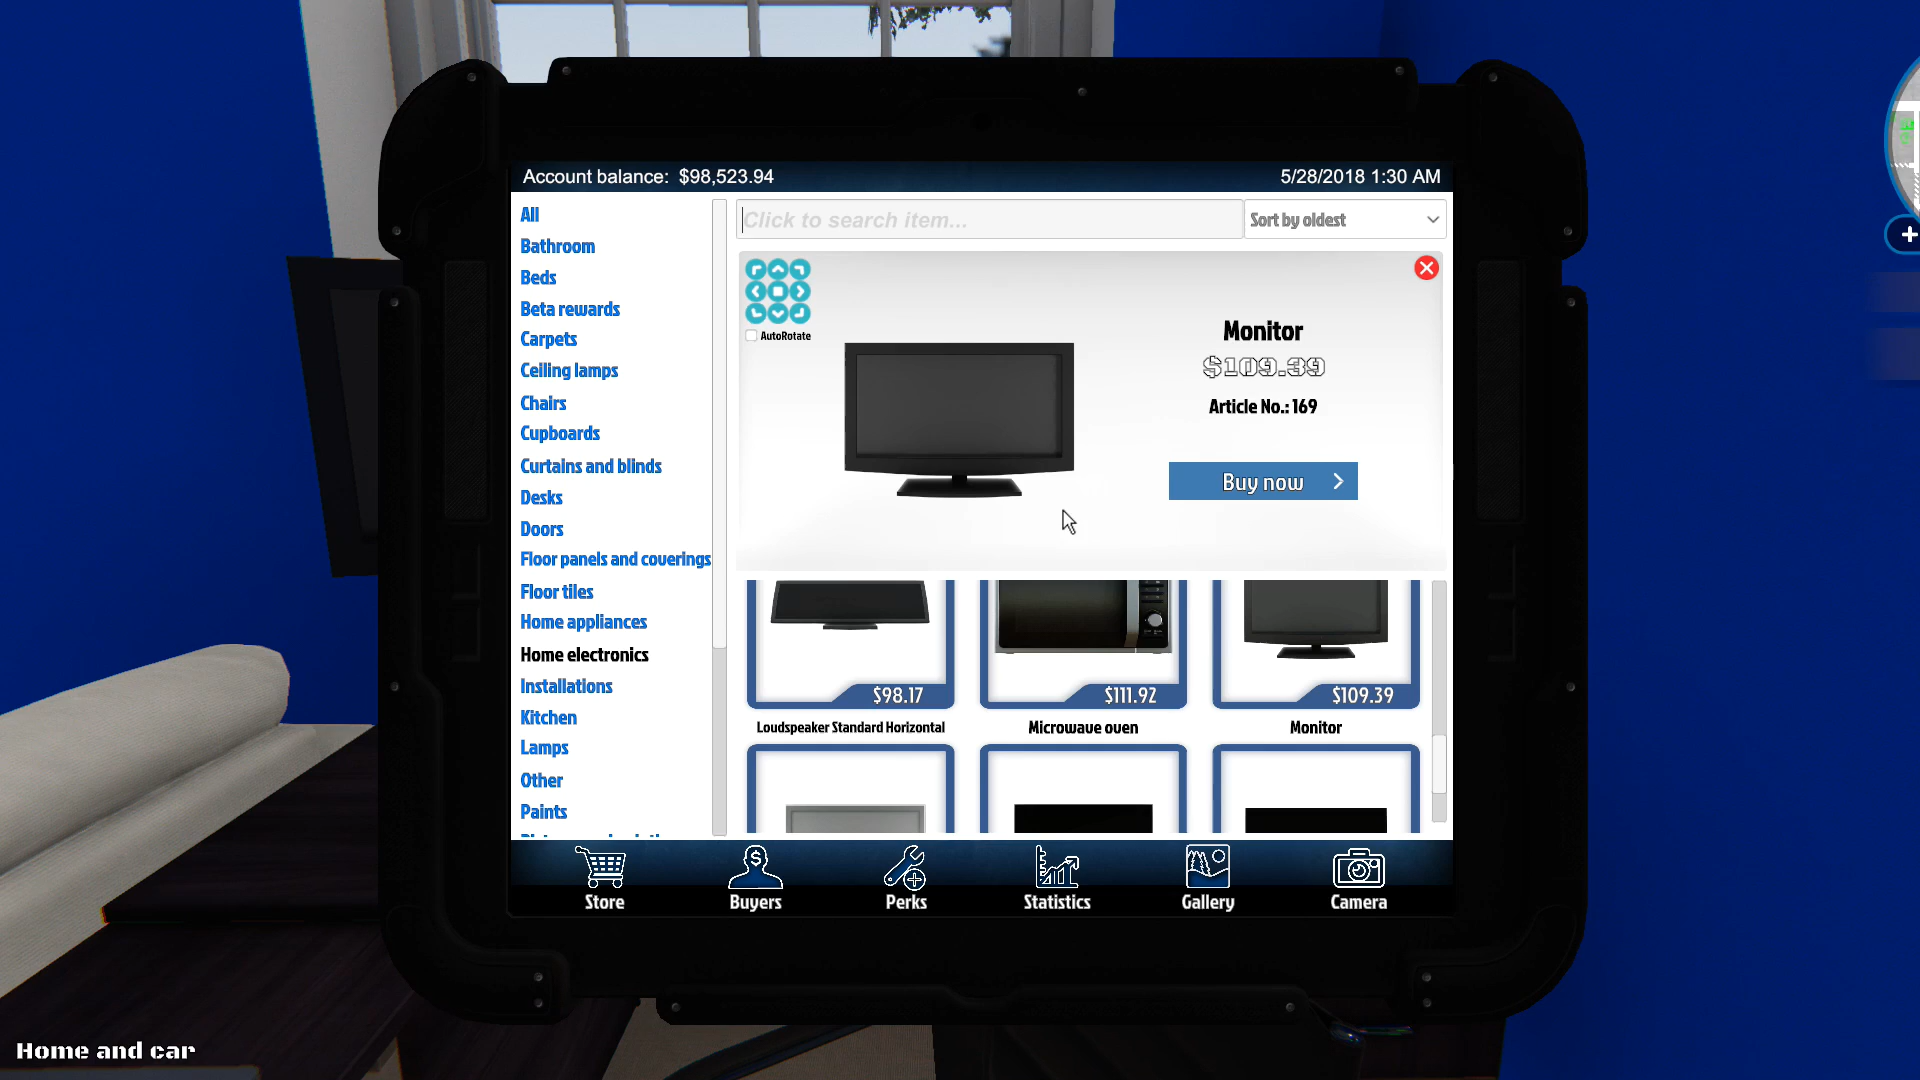 Account balance: $98,523.94
5/28/2018 1:30 AM
All
Bathroom
Beds
Beta rewards
Carpets
Ceiling lamps
Chairs
Cupboards
Curtains and blinds
Desks
Doors
Floor panels and coverings
Floor tiles
Home appliances
Home electronics
Installations
Kitchen
Lamps
Other
Paints
Click to search item...
Sort by oldest
AutoRotate
Monitor
$109.39
Article No.: 169
Buy now
$98.17
$111.92
$109.39
Loudspeaker Standard Horizontal
Microwave oven
Monitor
Store
Buyers
Perks
Statistics
Gallery
Camera
Home and car